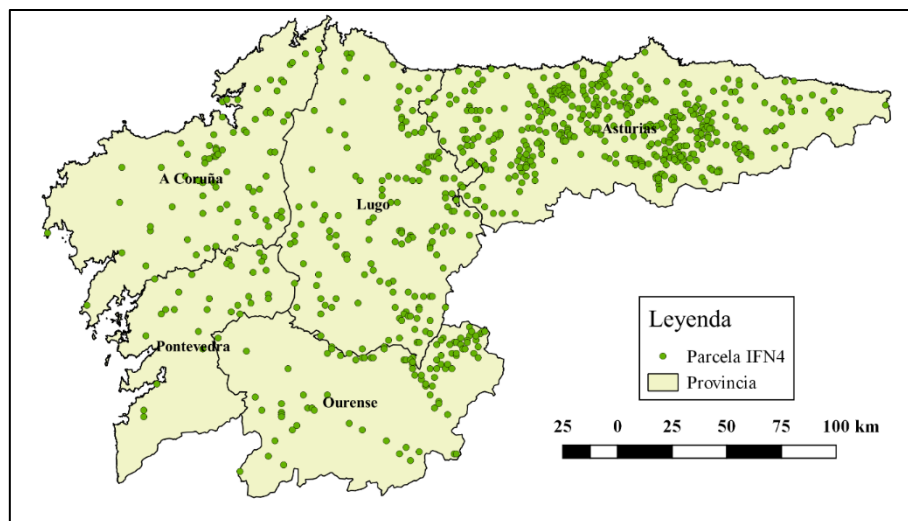 Asturias
A Coruña
Lugo
Pontevedra
Ourense
Leyenda
Parcela IFN4
Provincia
25 0 25 50 75 100 km